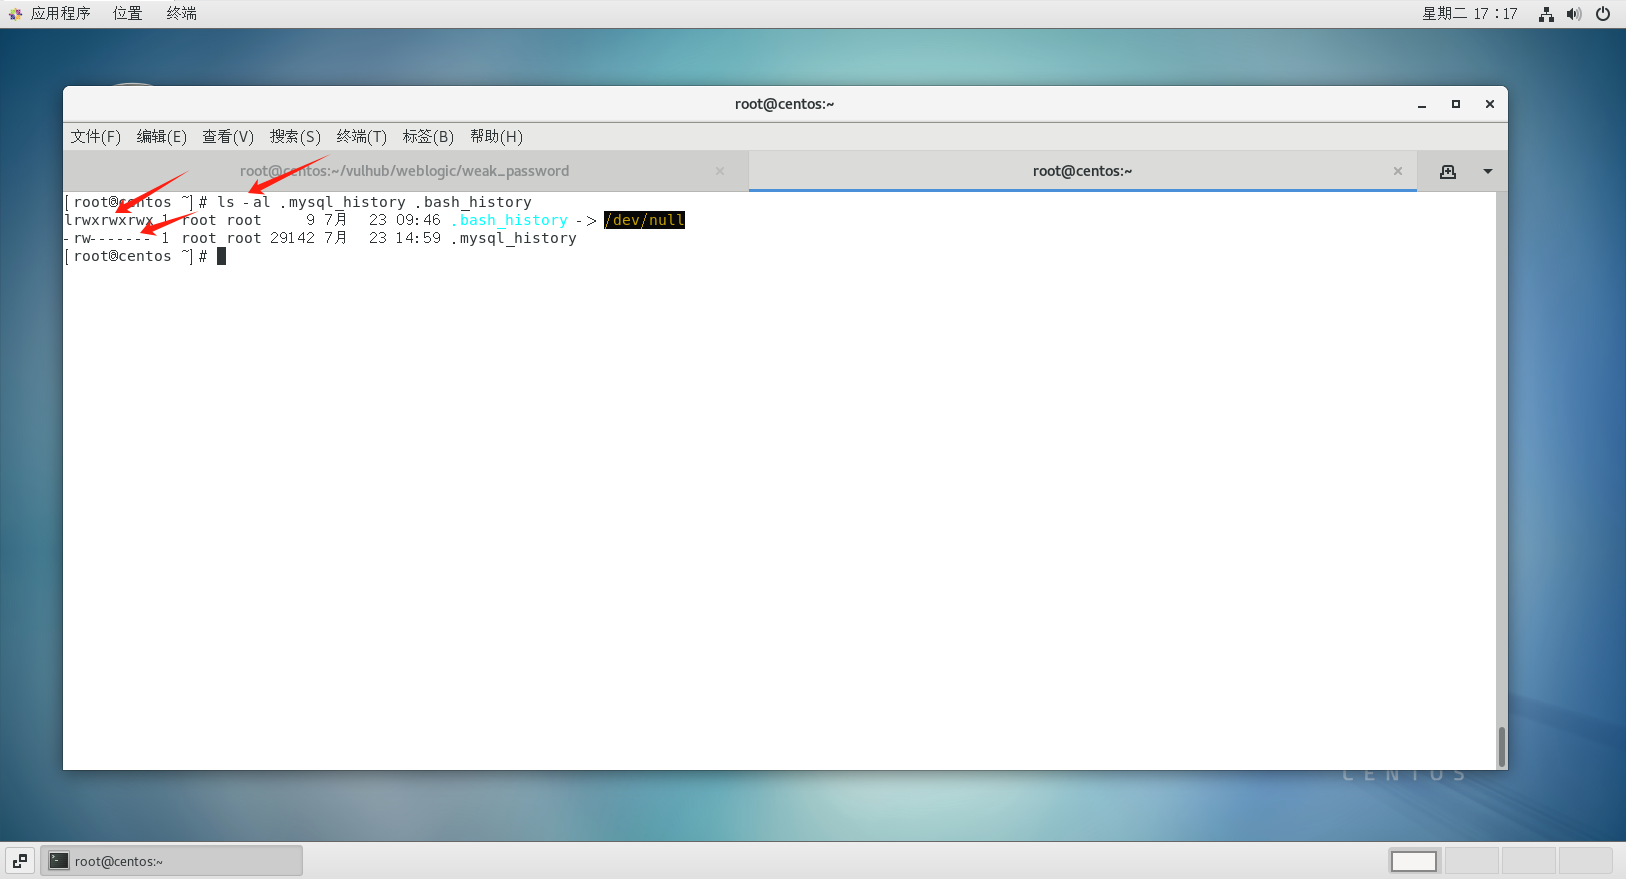 应用程序 位置 终端 星期二 17：17
root@centos:~
文件(F) 编辑(E) 查看(V) 搜索(S) 终端(T) 标签(B) 帮助(H)
root@centos:~/vulhub/weblogic/weak_password root@centos:~
[root@centos ~]# ls -al .mysql_history .bash_history
lrwxrwxrwx 1 root root 9 7月 23 09:46 .bash_history -> /dev/null
-rw------- 1 root root 29142 7月 23 14:59 .mysql_history
[root@centos ~]#
CENTOS
root@centos:~